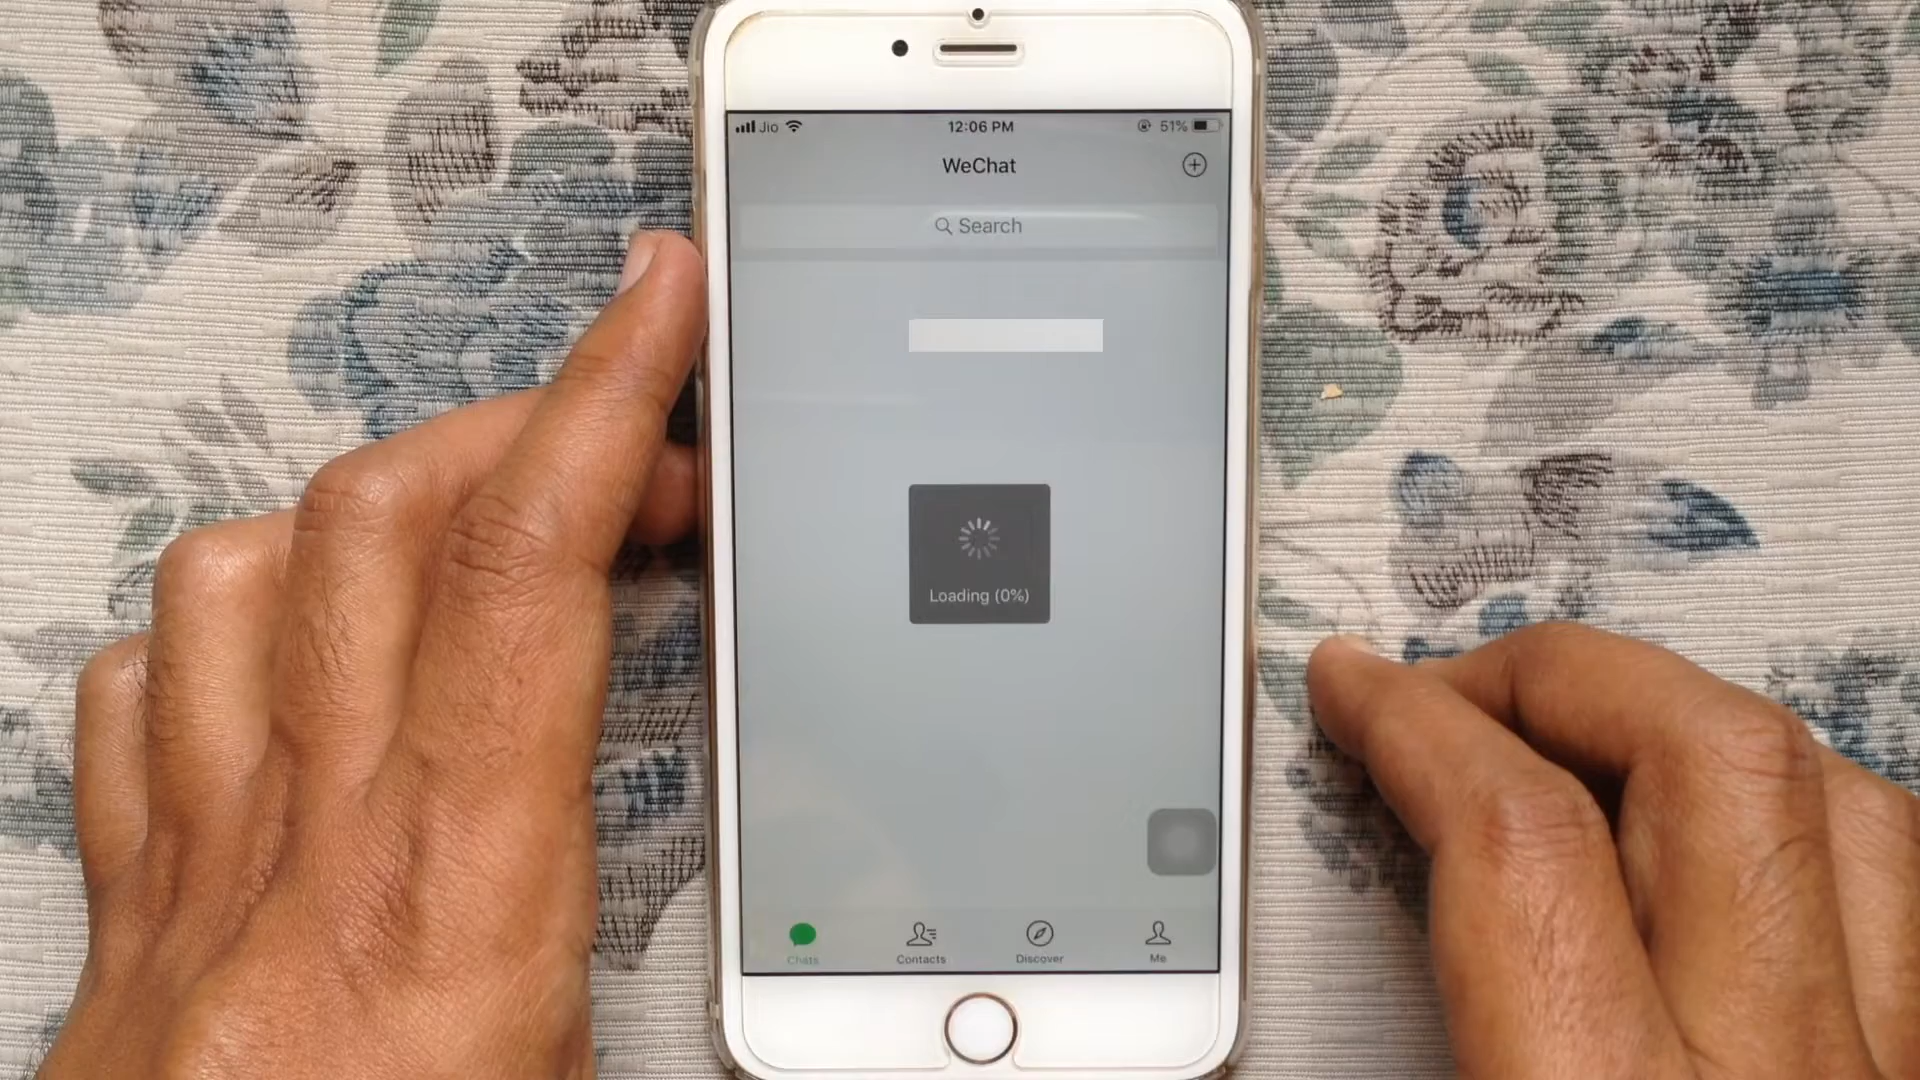 Jio 12:06 PM 51%
WeChat
Search
Loading (0%)
Chats Contacts Discover Me